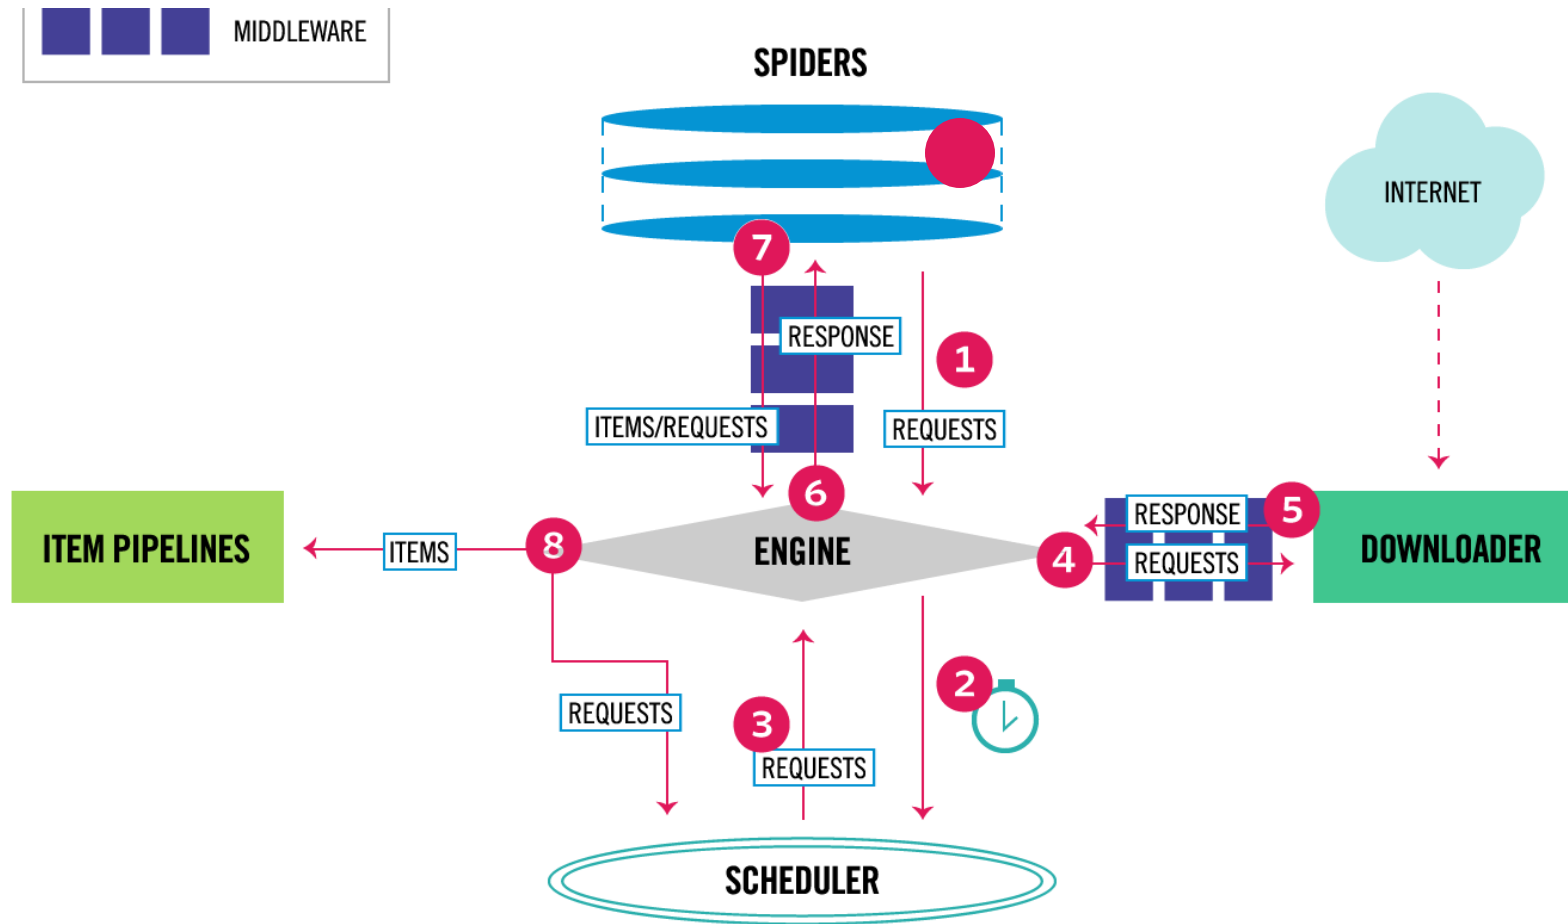 MIDDLEWARE
SPIDERS
INTERNET
7
RESPONSE
1
ITEMS/REQUESTS
REQUESTS
6
5
RESPONSE
ITEM PIPELINES
ITEMS
8
ENGINE
4
REQUESTS
DOWNLOADER
2
REQUESTS
3
REQUESTS
SCHEDULER